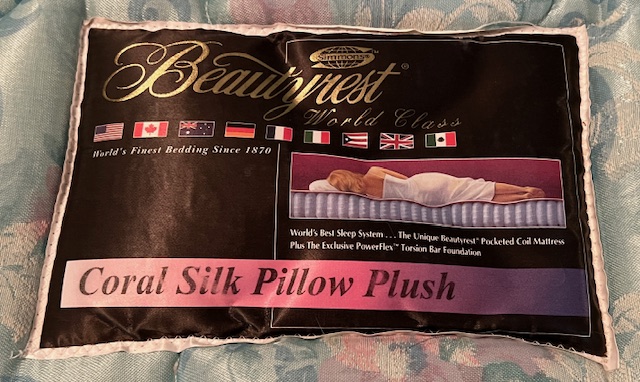 Simmons™
Beautyrest®
World Class
World's Finest Bedding Since 1870
World's Best Sleep System . . . The Unique Beautyrest® Pocketed Coil Mattress
Plus The Exclusive PowerFlex™ Torsion Bar Foundation
Coral Silk Pillow Plush